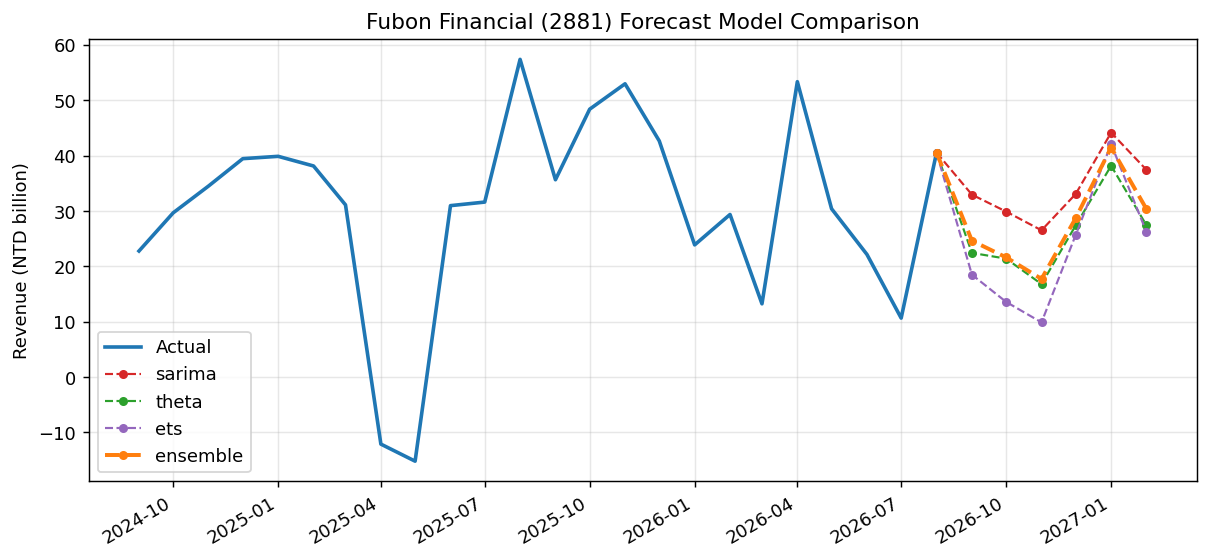 Fubon Financial (2881) Forecast Model Comparison
Revenue (NTD billion)
60
50
40
30
20
10
0
−10
Actual
sarima
theta
ets
ensemble
2024-10
2025-01
2025-04
2025-07
2025-10
2026-01
2026-04
2026-07
2026-10
2027-01